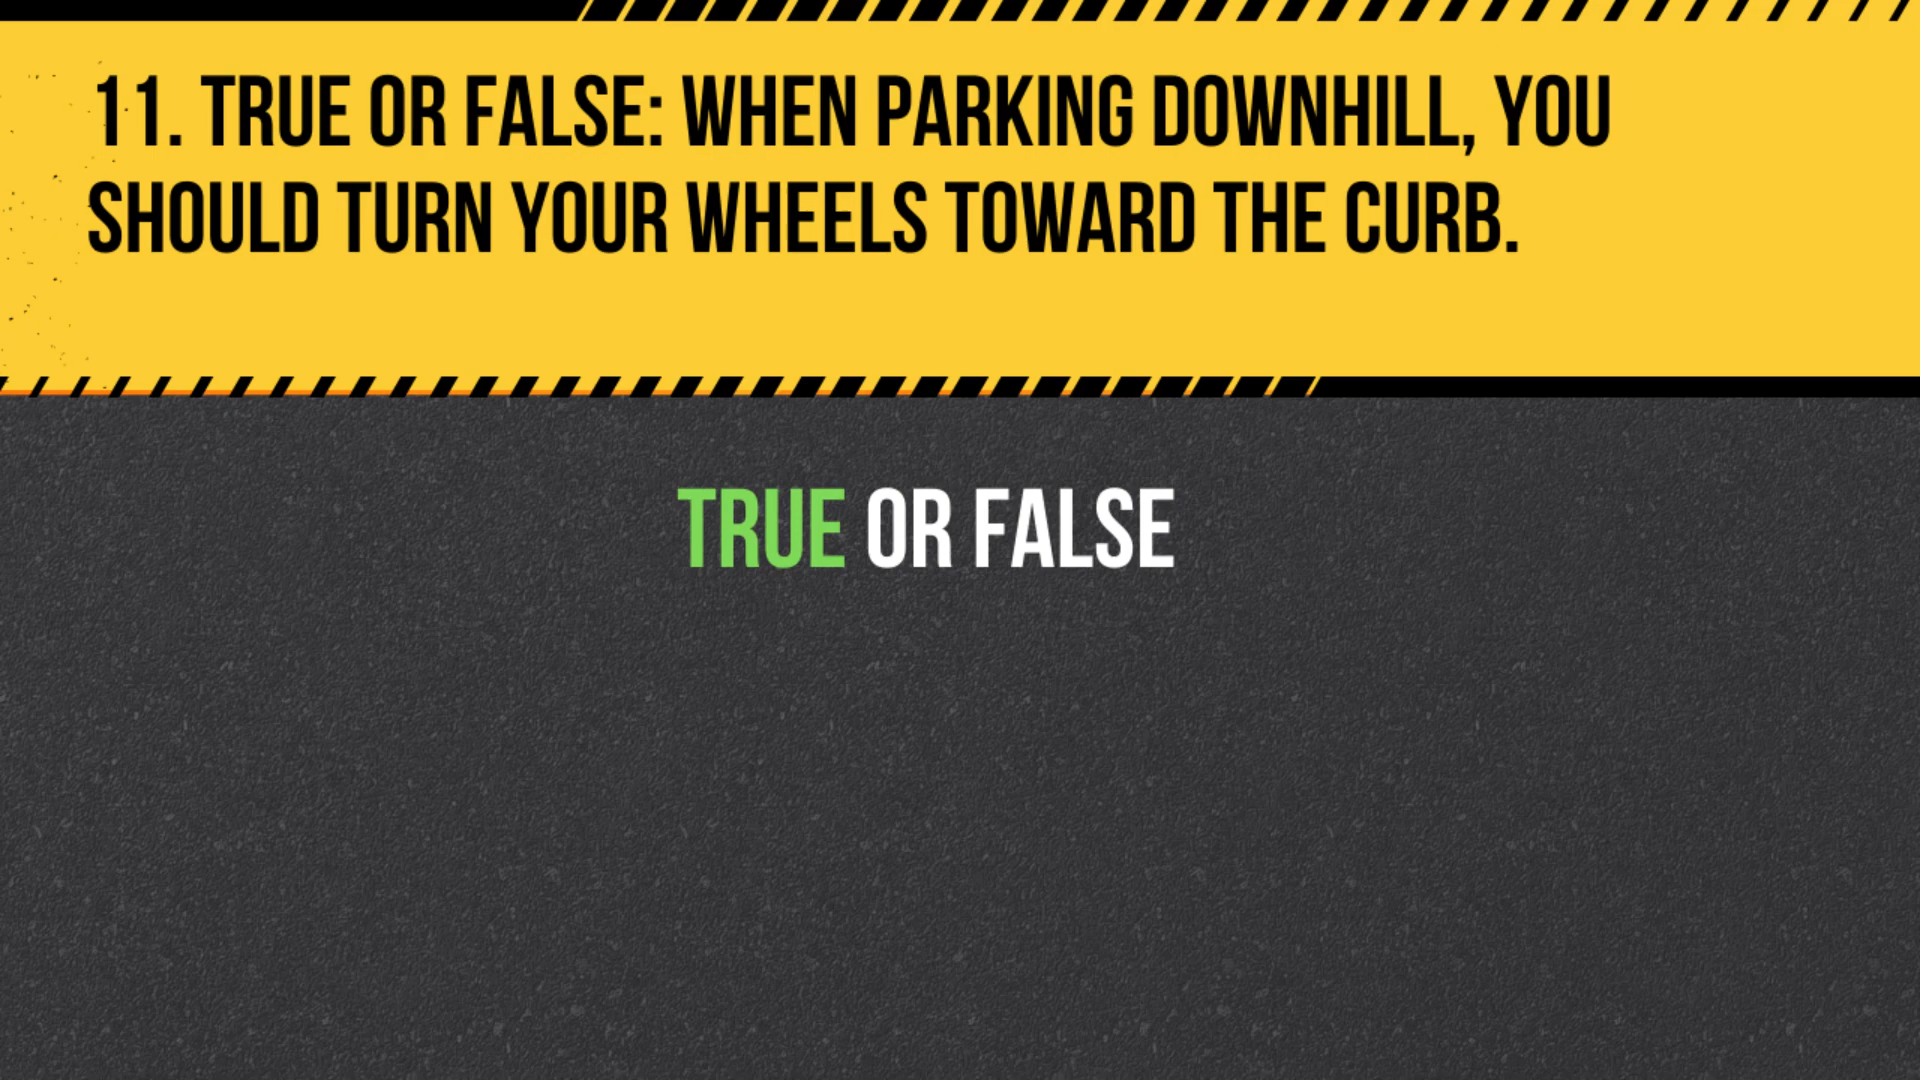 11. TRUE OR FALSE: WHEN PARKING DOWNHILL, YOU
SHOULD TURN YOUR WHEELS TOWARD THE CURB.
TRUE OR FALSE